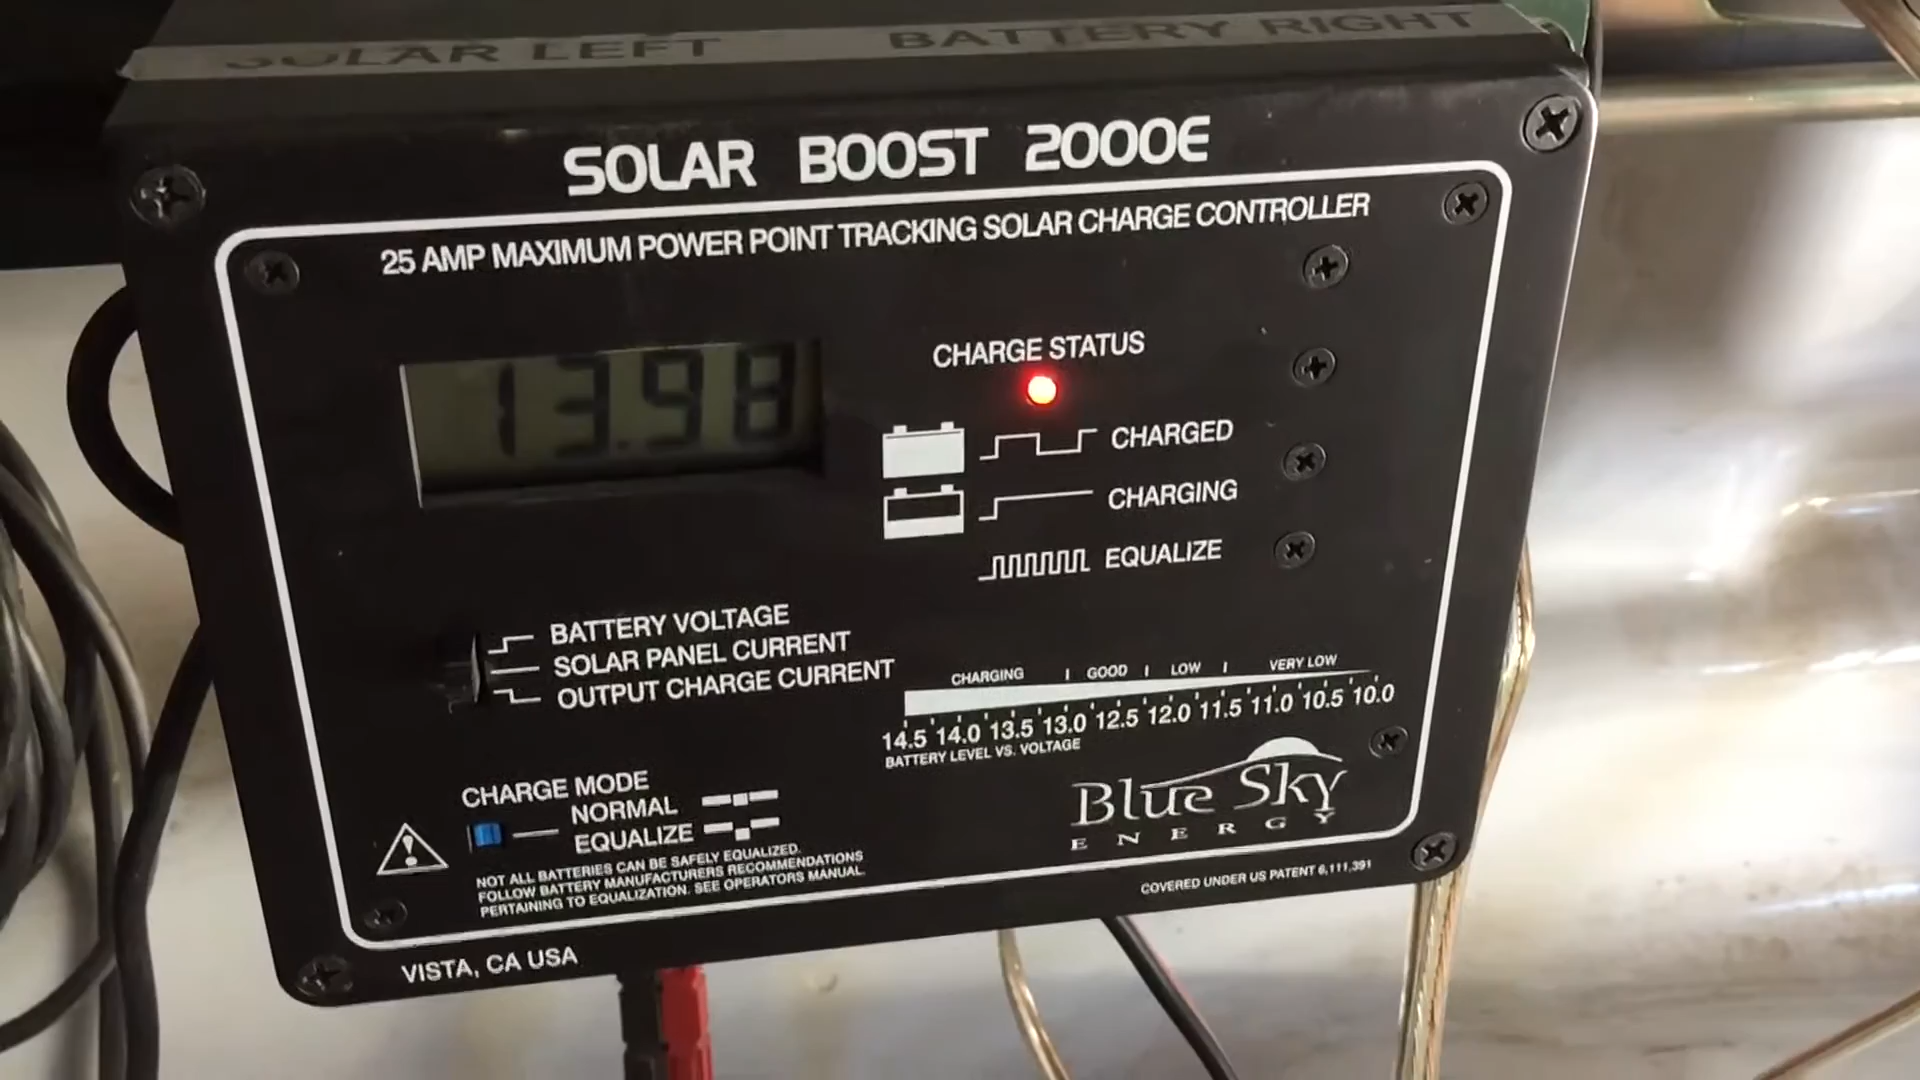 SOLAR LEFT BATTERY RIGHT
SOLAR BOOST 2000E
25 AMP MAXIMUM POWER POINT TRACKING SOLAR CHARGE CONTROLLER
13.98
CHARGE STATUS
CHARGED
CHARGING
EQUALIZE
BATTERY VOLTAGE
SOLAR PANEL CURRENT
OUTPUT CHARGE CURRENT
CHARGING GOOD LOW VERY LOW
14.5 14.0 13.5 13.0 12.5 12.0 11.5 11.0 10.5 10.0
BATTERY LEVEL VS. VOLTAGE
CHARGE MODE
NORMAL
EQUALIZE
NOT ALL BATTERIES CAN BE SAFELY EQUALIZED.
FOLLOW BATTERY MANUFACTURERS RECOMMENDATIONS
PERTAINING TO EQUALIZATION. SEE OPERATORS MANUAL.
Blue Sky
ENERGY
COVERED UNDER US PATENT 6,111,391
VISTA, CA USA